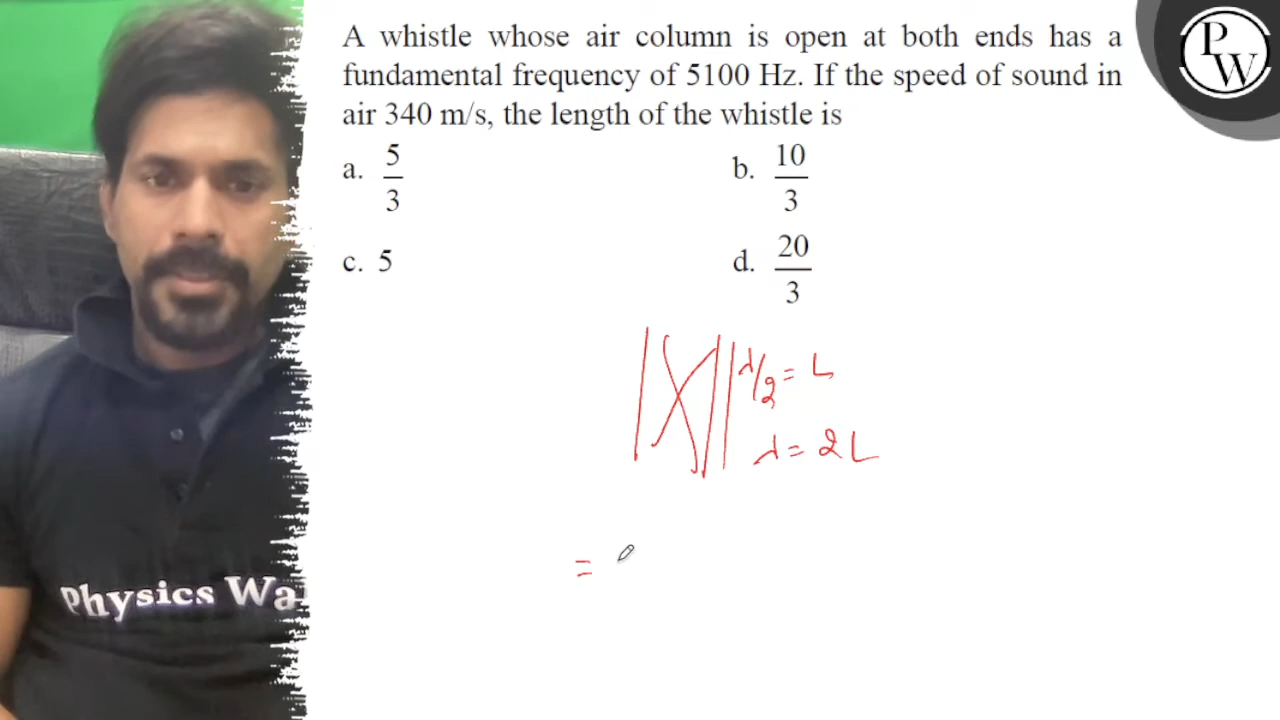 A whistle whose air column is open at both ends has a
fundamental frequency of 5100 Hz. If the speed of sound in
air 340 m/s, the length of the whistle is
a. 5/3
b. 10/3
c. 5
d. 20/3
λ/2 = L
λ = 2L
=
Physics Wa
PW